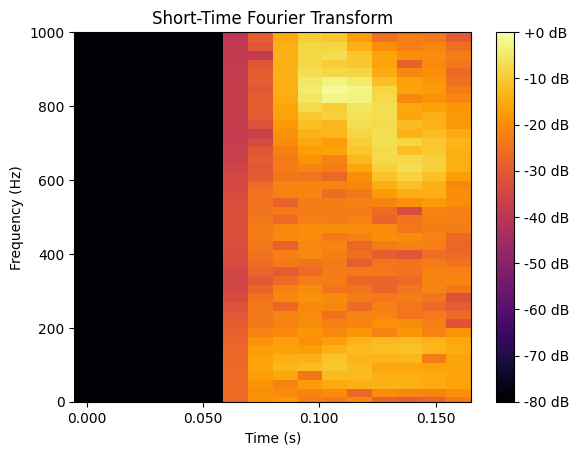 Short-Time Fourier Transform
1000
800
600
400
200
0
Frequency (Hz)
0.000
0.050
0.100
0.150
Time (s)
+0 dB
-10 dB
-20 dB
-30 dB
-40 dB
-50 dB
-60 dB
-70 dB
-80 dB